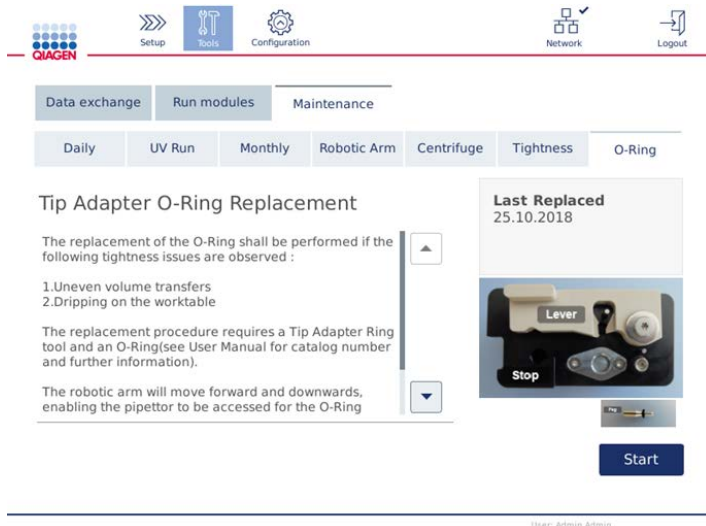 QIAGEN
Setup
Tools
Configuration
Network
Logout
Data exchange
Run modules
Maintenance
Daily
UV Run
Monthly
Robotic Arm
Centrifuge
Tightness
O-Ring
Tip Adapter O-Ring Replacement
The replacement of the O-Ring shall be performed if the
following tightness issues are observed :
1.Uneven volume transfers
2.Dripping on the worktable
The replacement procedure requires a Tip Adapter Ring
tool and an O-Ring(see User Manual for catalog number
and further information).
The robotic arm will move forward and downwards,
enabling the pipettor to be accessed for the O-Ring
Last Replaced
25.10.2018
Lever
Stop
Peg
Start
User: Admin Admin